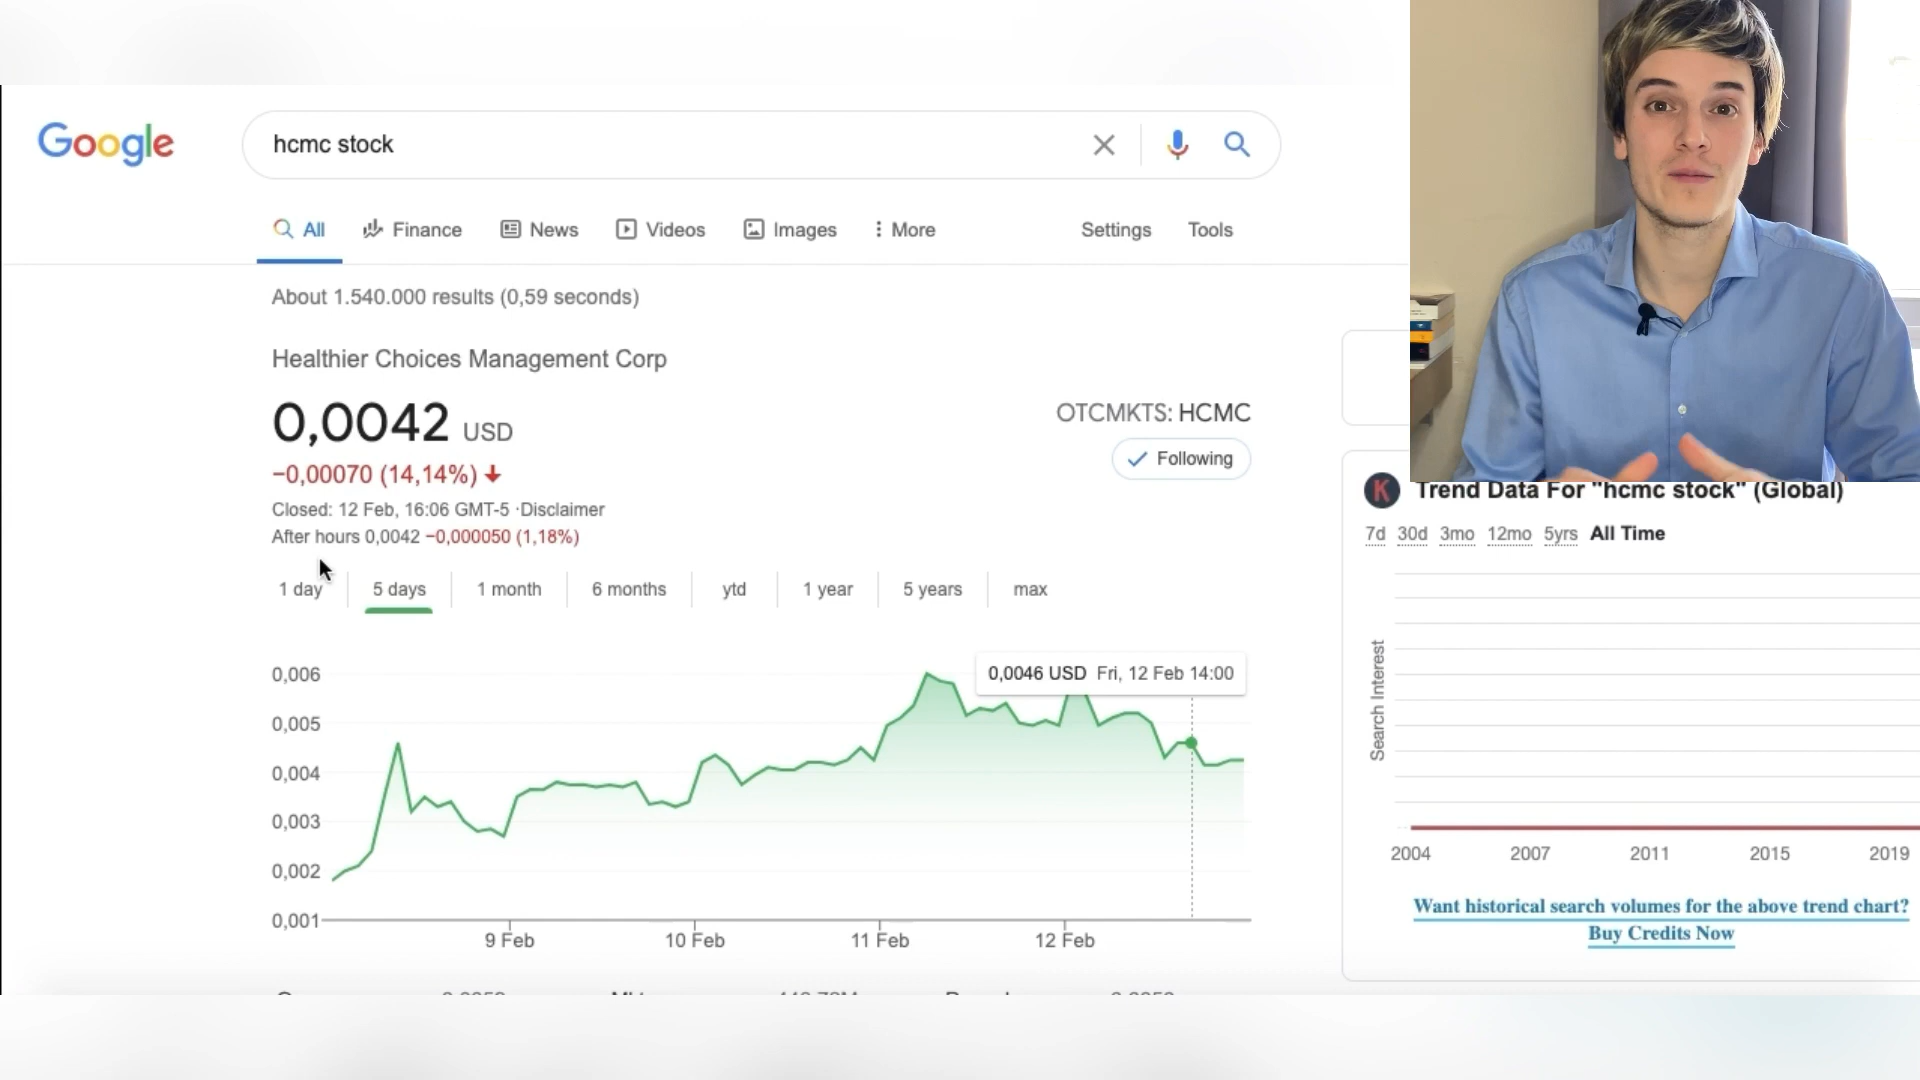 Google
hcmc stock
All
Finance
News
Videos
Images
More
Settings
Tools
About 1.540.000 results (0,59 seconds)
Healthier Choices Management Corp
0,0042 USD
OTCMKTS: HCMC
Following
−0,00070 (14,14%)
Closed: 12 Feb, 16:06 GMT-5 ·Disclaimer
After hours 0,0042 −0,000050 (1,18%)
1 day
5 days
1 month
6 months
ytd
1 year
5 years
max
0,0046 USD Fri, 12 Feb 14:00
0,006
0,005
0,004
0,003
0,002
0,001
9 Feb
10 Feb
11 Feb
12 Feb
K
Trend Data For "hcmc stock" (Global)
7d 30d 3mo 12mo 5yrs All Time
Search Interest
2004
2007
2011
2015
2019
Want historical search volumes for the above trend chart?
Buy Credits Now